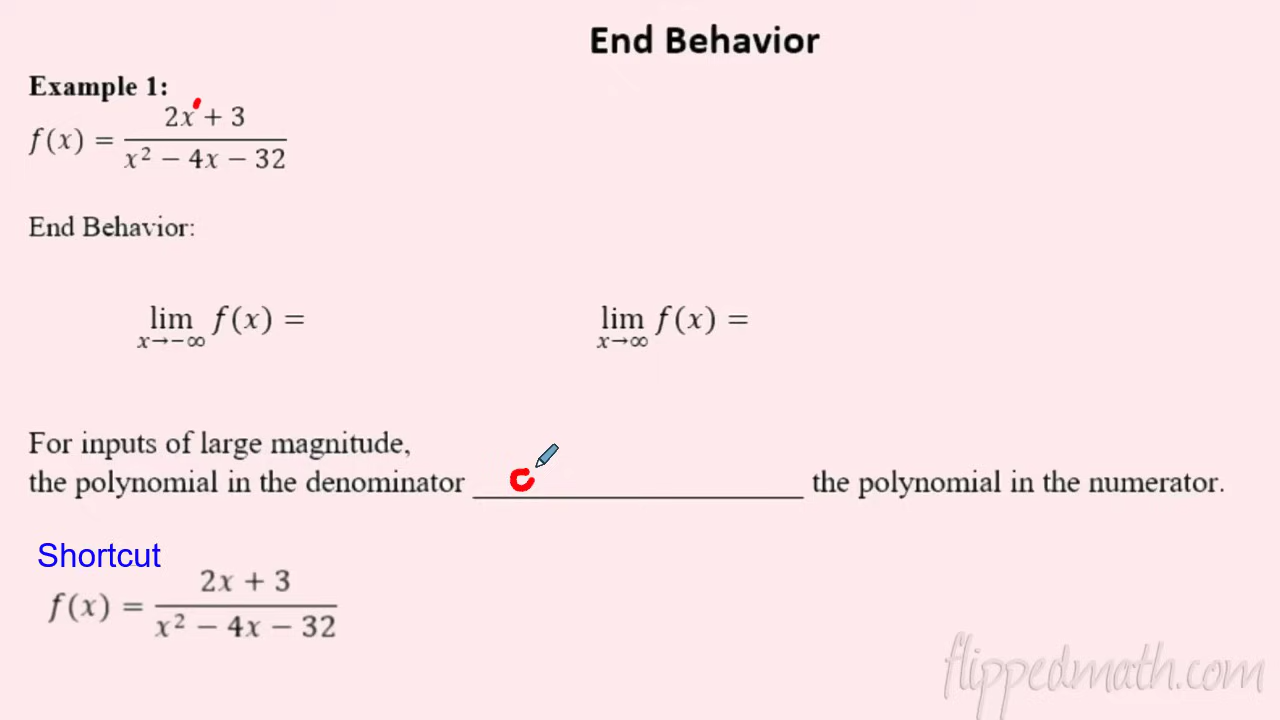 End Behavior
Example 1:
f(x) = (2x + 3)/(x² − 4x − 32)
End Behavior:
lim x→−∞ f(x) =
lim x→∞ f(x) =
For inputs of large magnitude,
the polynomial in the denominator ____________________ the polynomial in the numerator.
Shortcut
f(x) = (2x + 3)/(x² − 4x − 32)
flippedmath.com